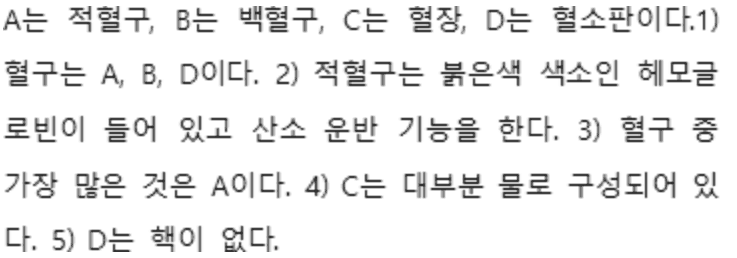 A는 적혈구, B는 백혈구, C는 혈장, D는 혈소판이다.1)
혈구는 A, B, D이다. 2) 적혈구는 붉은색 색소인 헤모글
로빈이 들어 있고 산소 운반 기능을 한다. 3) 혈구 중
가장 많은 것은 A이다. 4) C는 대부분 물로 구성되어 있
다. 5) D는 핵이 없다.